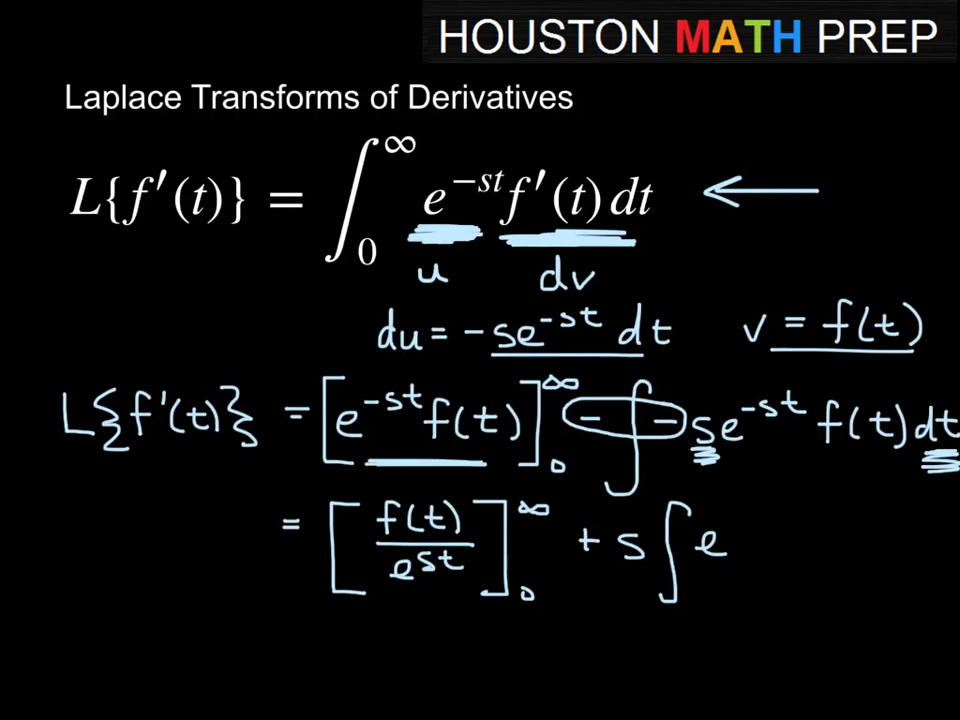 HOUSTON MATH PREP
Laplace Transforms of Derivatives
L{f′(t)} = ∫₀^∞ e^{−st} f′(t) dt ←
u dv
du = −se^{−st} dt v = f(t)
L{f′(t)} = [e^{−st} f(t)]₀^∞ − ∫ − se^{−st} f(t) dt
= [f(t)/e^{st}]₀^∞ + s ∫ e